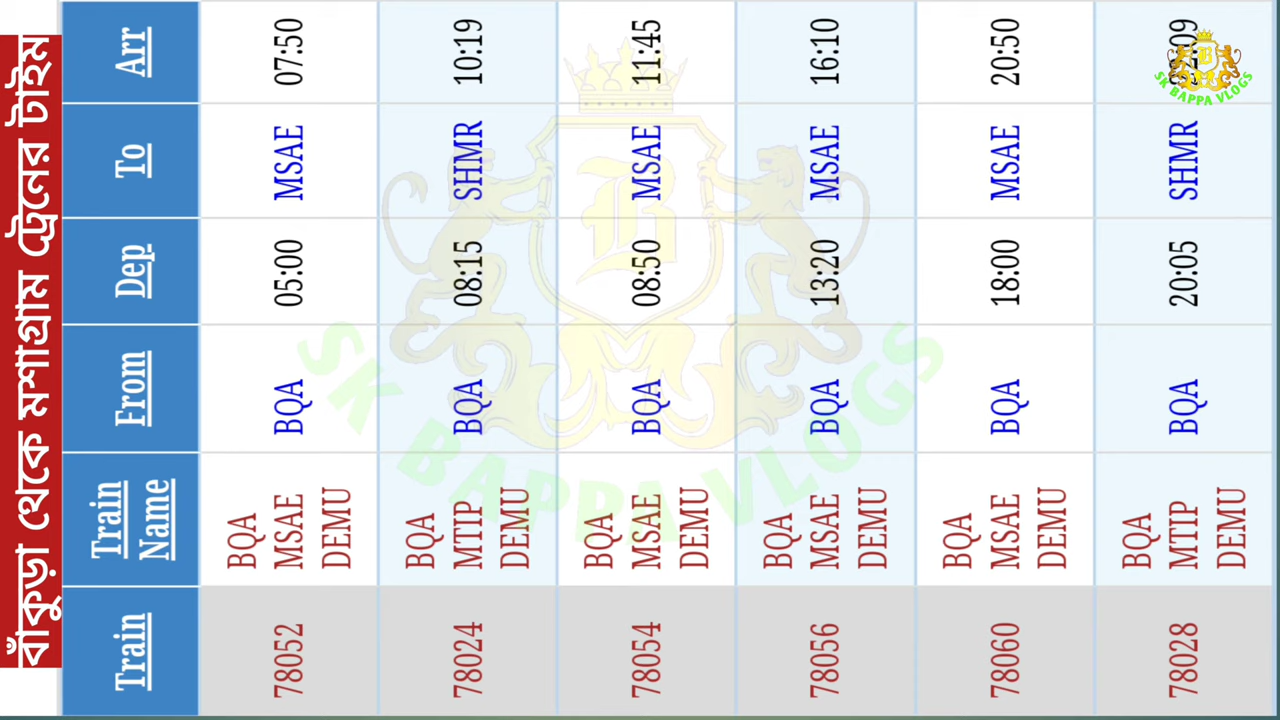 বাঁকুড়া থেকে মশাগ্রাম ট্রেনের টাইম
Train Train Name From Dep To Arr
78052 BQA MSAE DEMU BQA 05:00 MSAE 07:50
78024 BQA MTIP DEMU BQA 08:15 SHMR 10:19
78054 BQA MSAE DEMU BQA 08:50 MSAE 11:45
78056 BQA MSAE DEMU BQA 13:20 MSAE 16:10
78060 BQA MSAE DEMU BQA 18:00 MSAE 20:50
78028 BQA MTIP DEMU BQA 20:05 SHMR
B
SK BAPPA VLOGS
B
SK BAPPA VLOGS